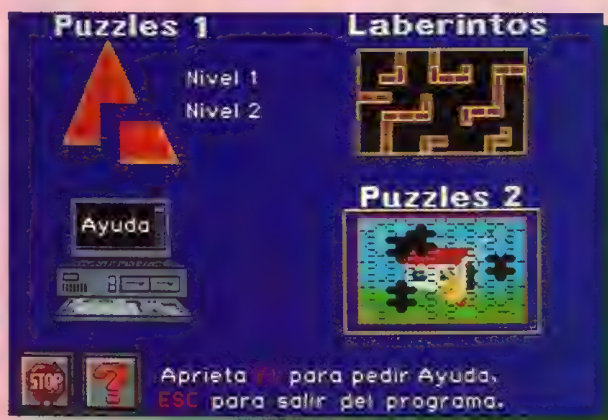 Puzzles 1
Laberintos
Nivel 1
Nivel 2
Puzzles 2
Ayuda
STOP
?
Aprieta para pedir Ayuda,
ESC para salir del programa.